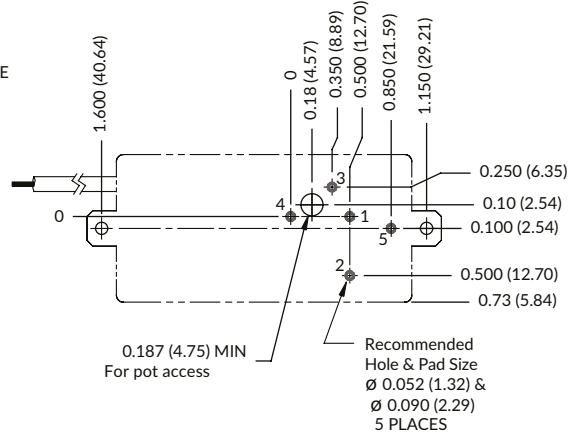 E
1.600 (40.64)
0
0.18 (4.57)
0.350 (8.89)
0.500 (12.70)
0.850 (21.59)
1.150 (29.21)
3
0.250 (6.35)
4
0.10 (2.54)
0
1
0.100 (2.54)
5
2
0.500 (12.70)
0.73 (5.84)
0.187 (4.75) MIN
For pot access
Recommended
Hole & Pad Size
Ø 0.052 (1.32) &
Ø 0.090 (2.29)
5 PLACES